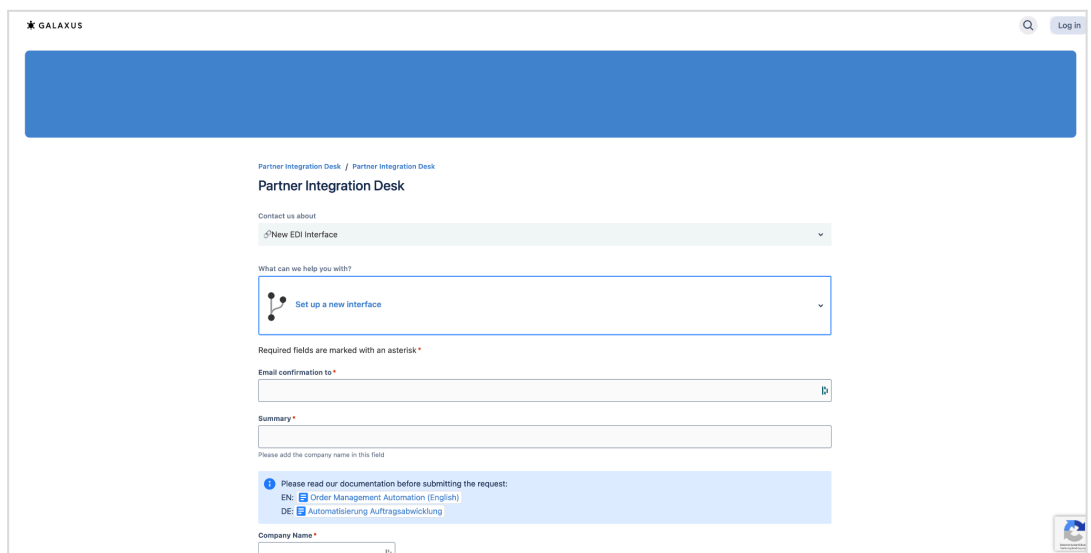 GALAXUS
Log in
Partner Integration Desk / Partner Integration Desk
Partner Integration Desk
Contact us about
New EDI Interface
What can we help you with?
Set up a new interface
Required fields are marked with an asterisk*
Email confirmation to*
Summary*
Please add the company name in this field
Please read our documentation before submitting the request:
EN: Order Management Automation (English)
DE: Automatisierung Auftragsabwicklung
Company Name*